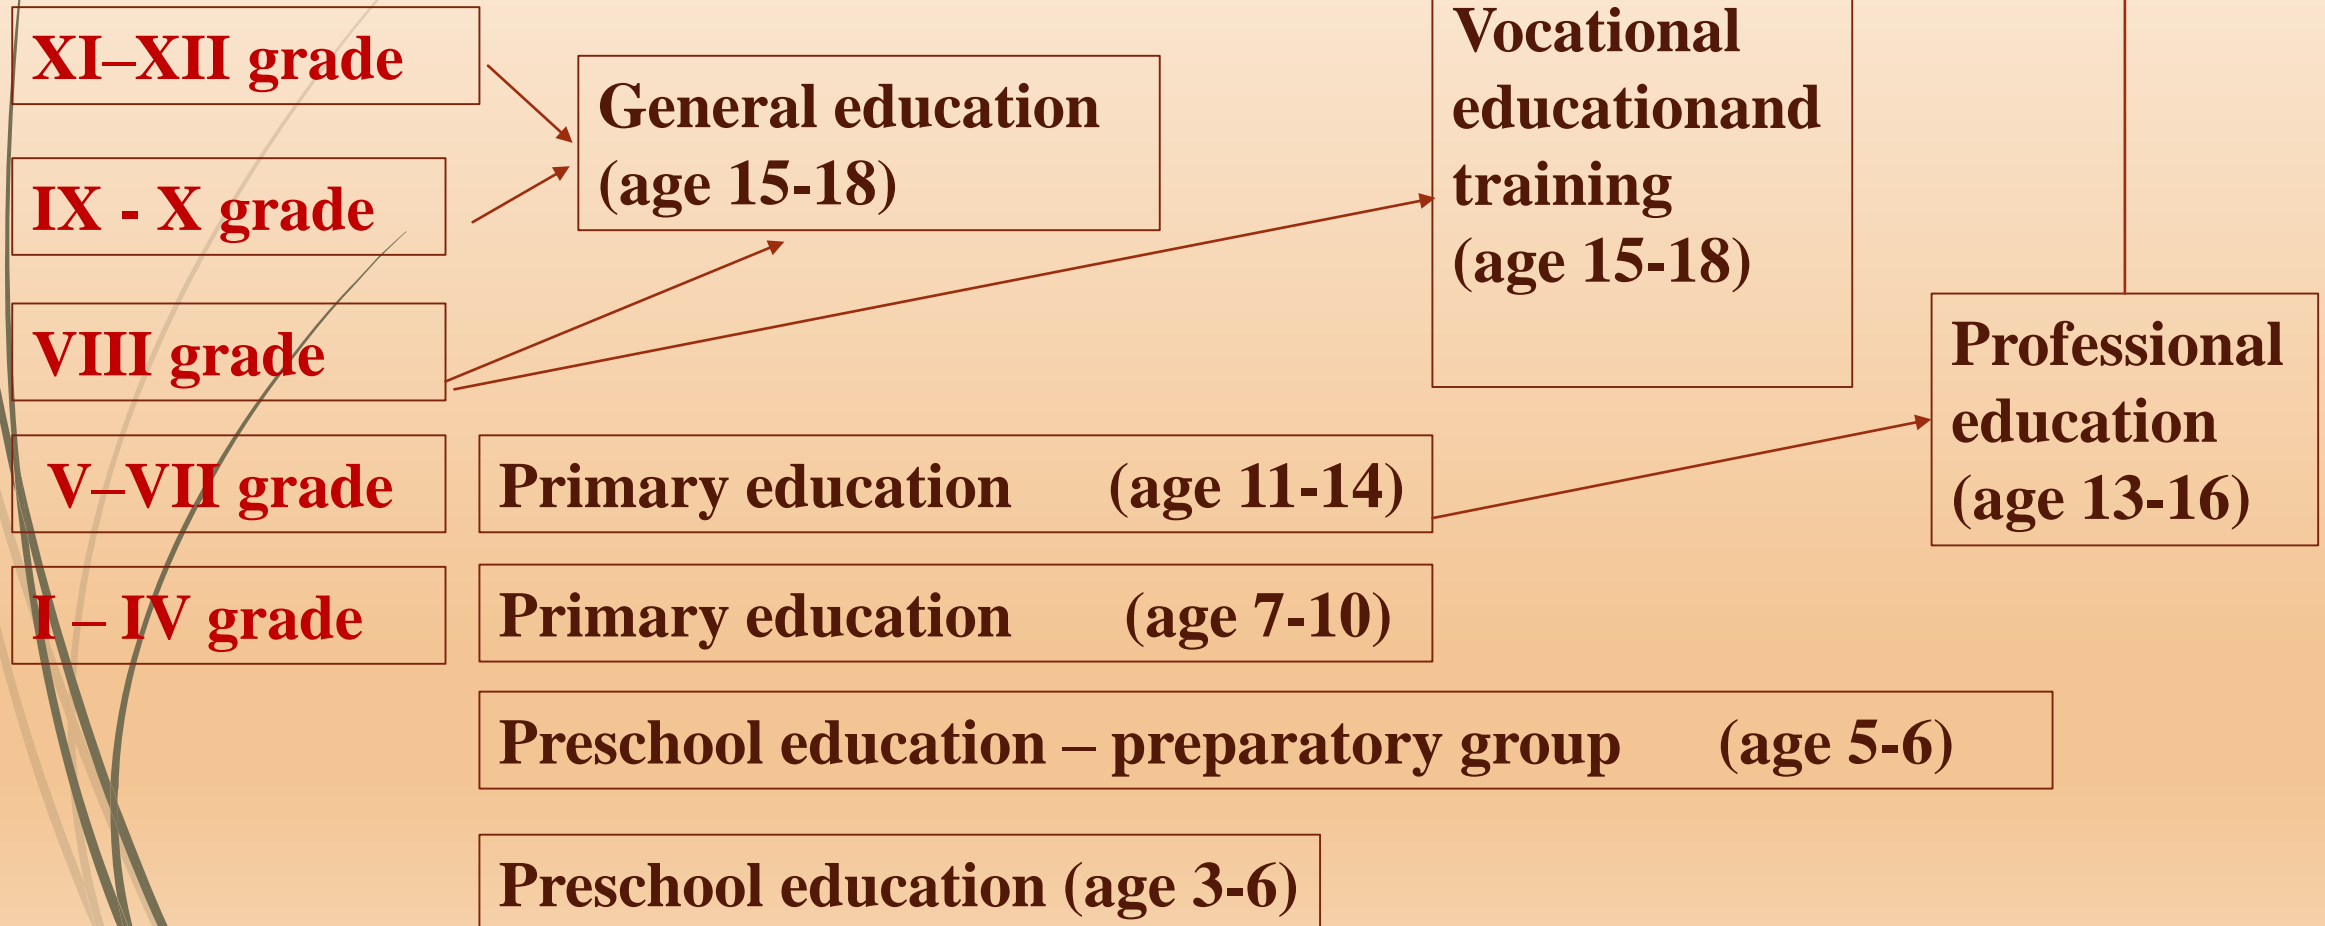 XI–XII grade
General education
(age 15-18)
Vocational
educationand
training
(age 15-18)
IX - X grade
VIII grade
Professional
education
(age 13-16)
V–VII grade
Primary education (age 11-14)
I – IV grade
Primary education (age 7-10)
Preschool education – preparatory group (age 5-6)
Preschool education (age 3-6)